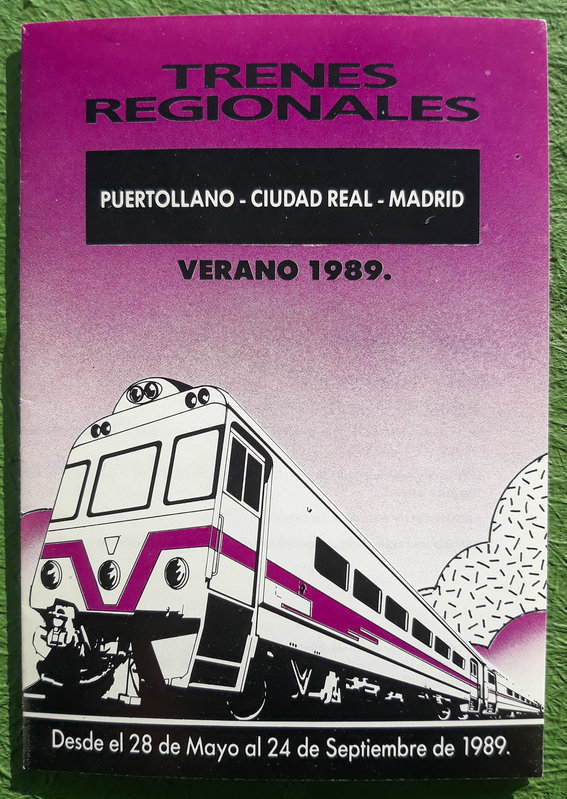 TRENES
REGIONALES
PUERTOLLANO - CIUDAD REAL - MADRID
VERANO 1989.
Desde el 28 de Mayo al 24 de Septiembre de 1989.